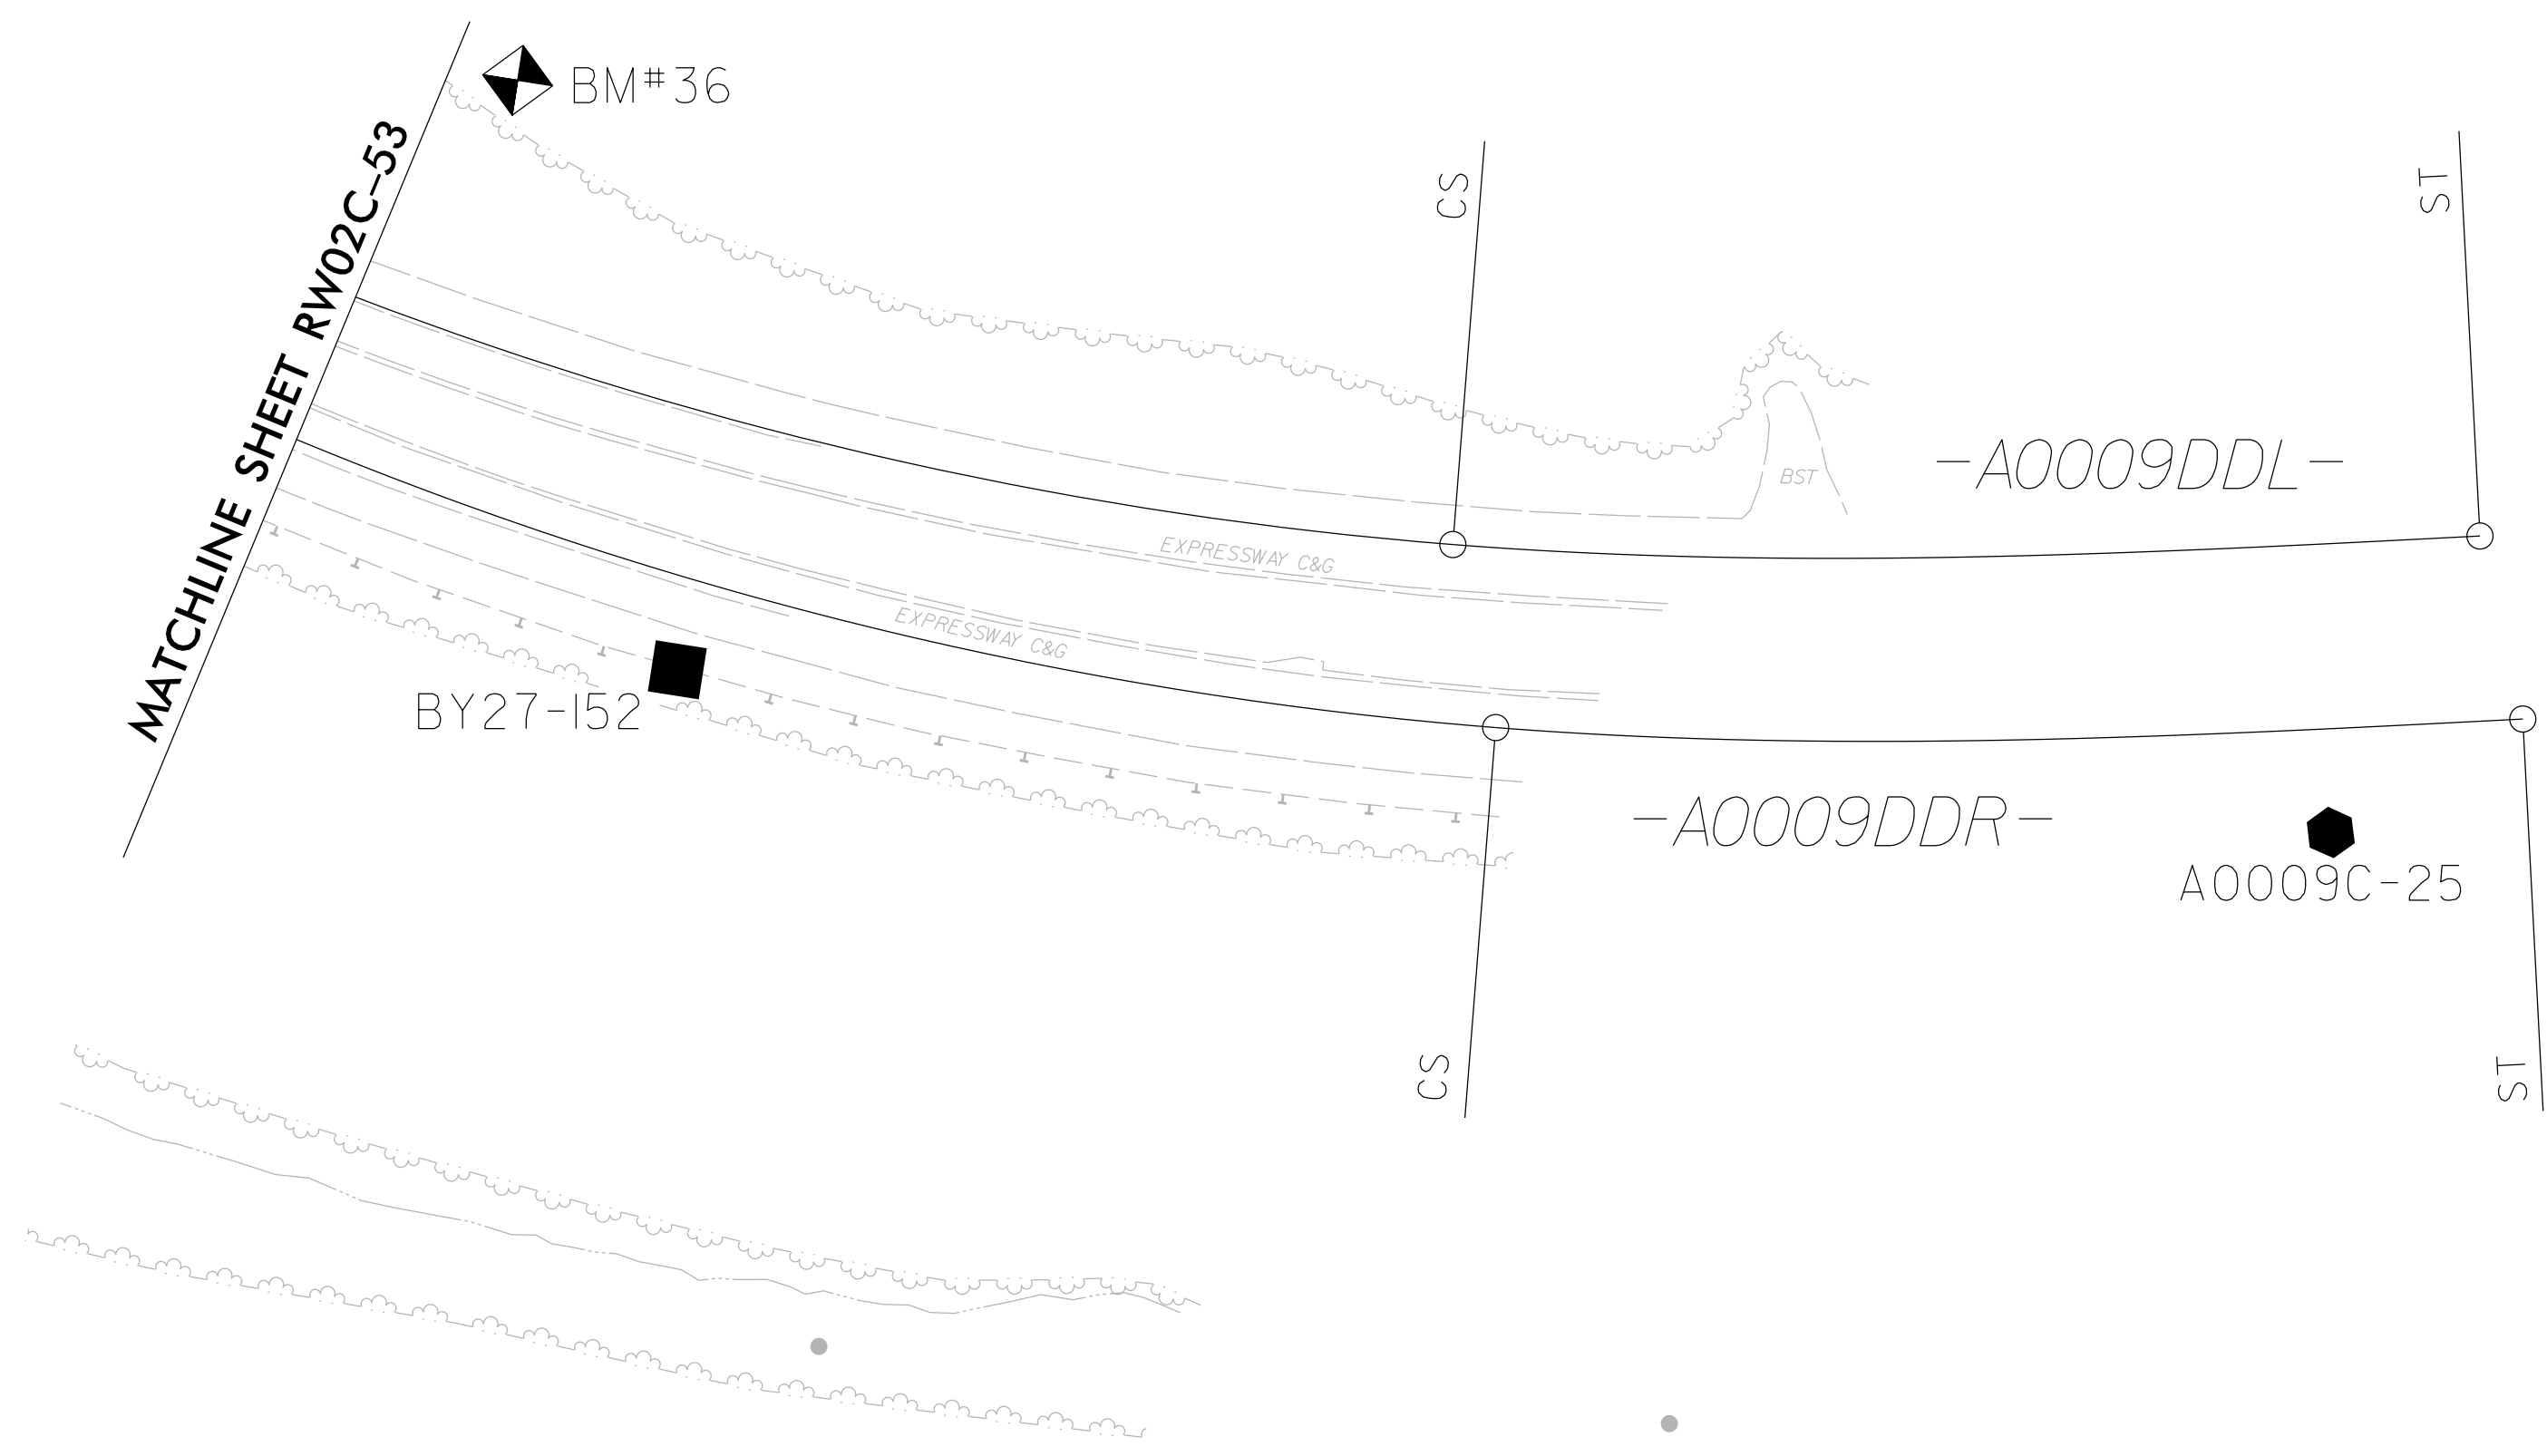 BM#36
MATCHLINE SHEET RW02C-53
CS
ST
-A0009DDL-
BST
EXPRESSWAY C&G
EXPRESSWAY C&G
BY27-152
-A0009DDR-
A0009C-25
CS
ST